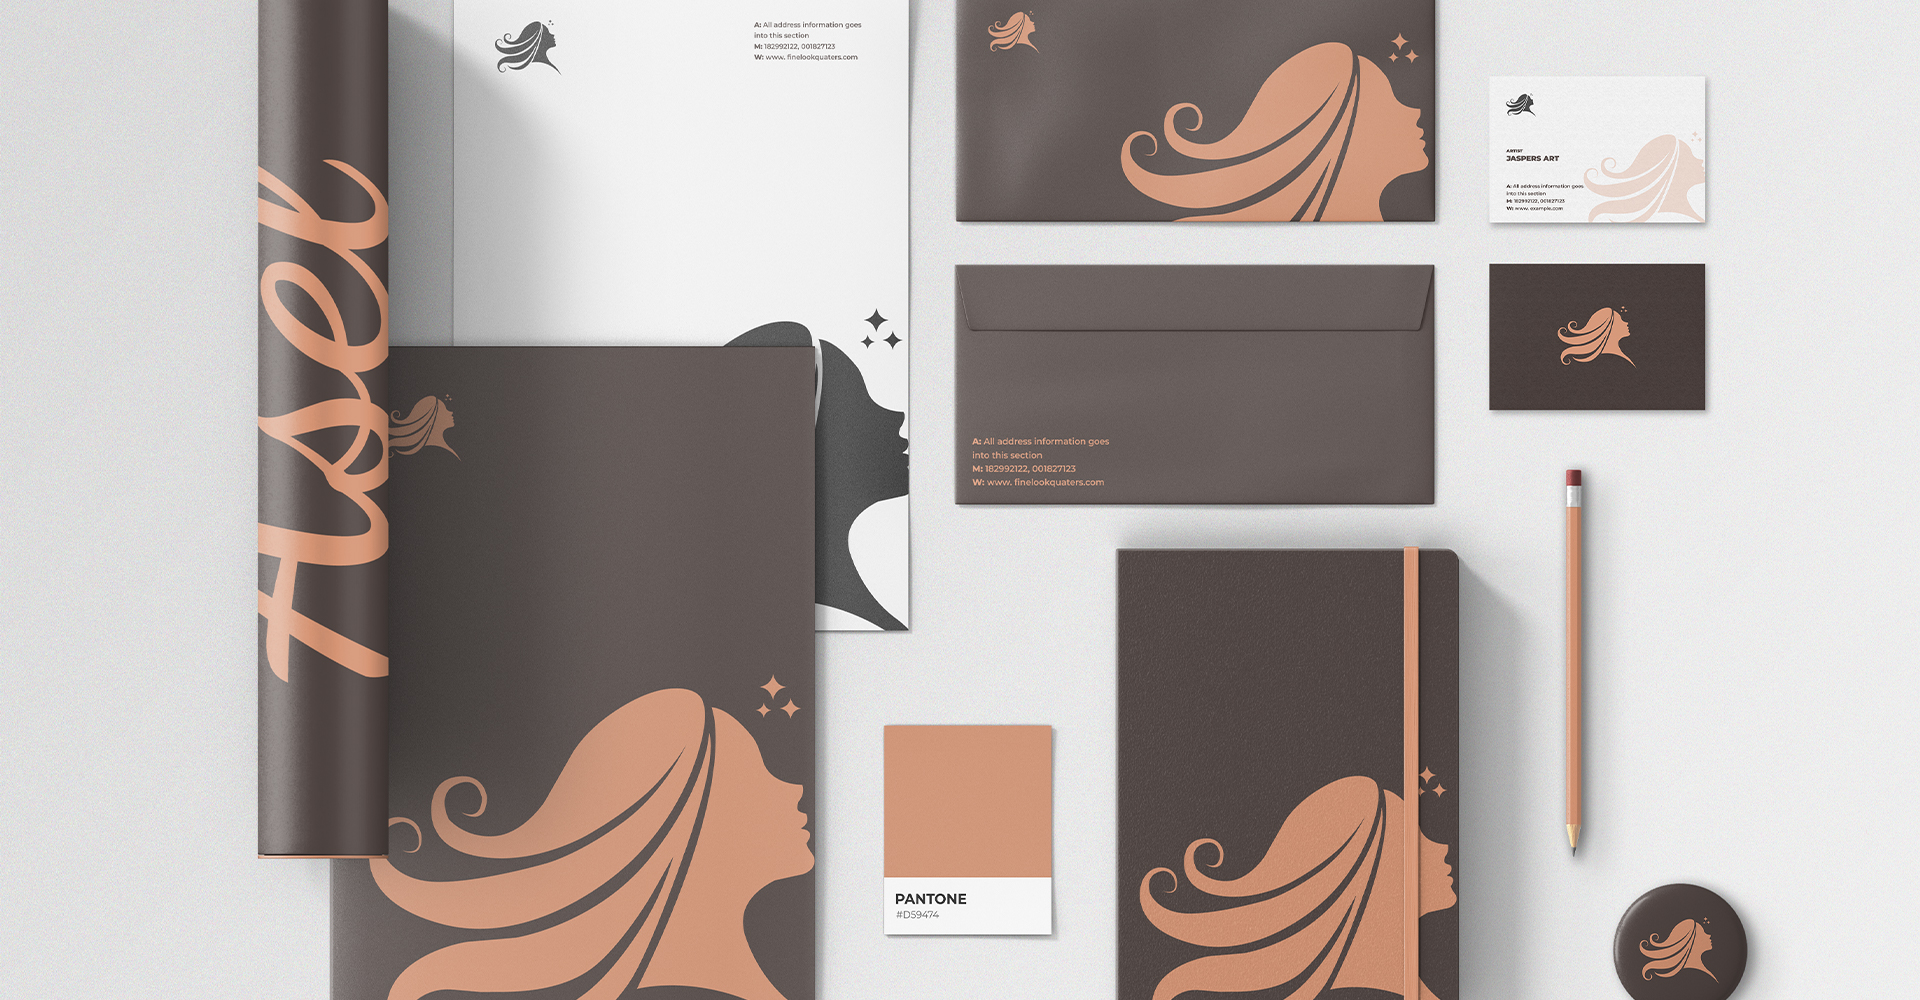 Asel
A: All address information goes
into this section
M: 182992122, 001827123
W: www. finelookquaters.com
ARTIST
JASPERS ART
A: All address information goes
into this section
M: 182992122, 001827123
W: www. example.com
A: All address information goes
into this section
M: 182992122, 001827123
W: www. finelookquaters.com
PANTONE
#D59474